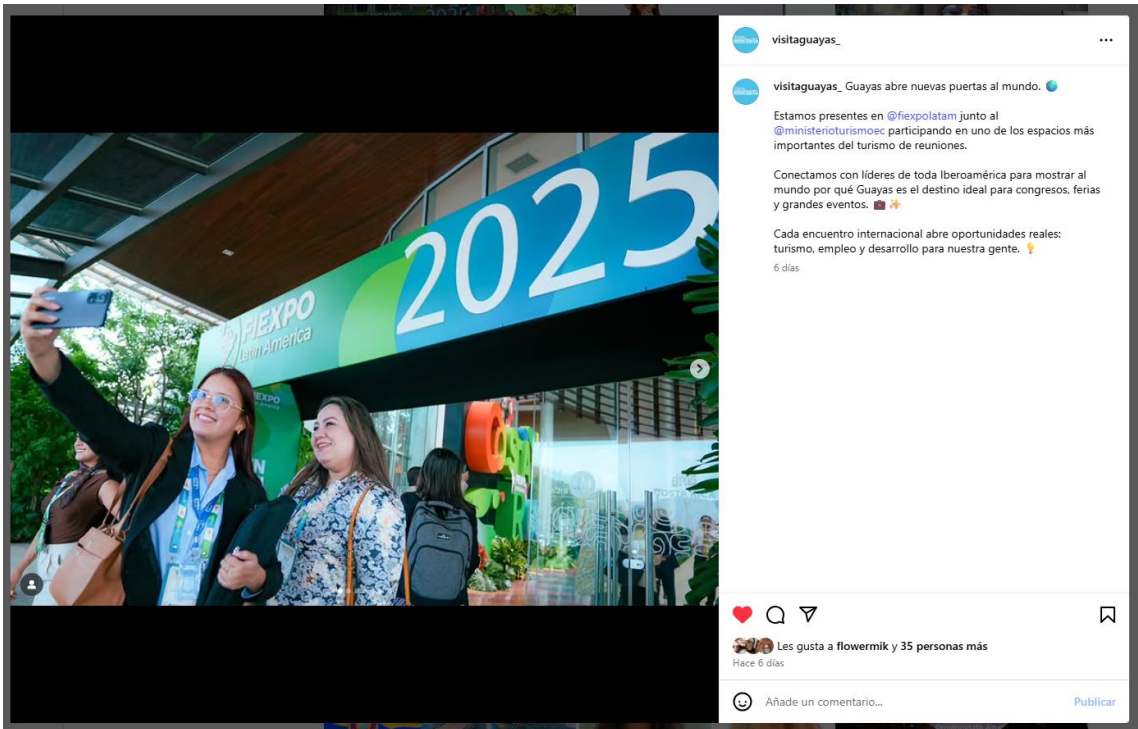 2025
FIEXPO
Latin America
visitaguayas_
visitaguayas_ Guayas abre nuevas puertas al mundo.
Estamos presentes en @fiexpolatam junto al
@ministerioturismoec participando en uno de los espacios más
importantes del turismo de reuniones.
Conectamos con líderes de toda Iberoamérica para mostrar al
mundo por qué Guayas es el destino ideal para congresos, ferias
y grandes eventos.
Cada encuentro internacional abre oportunidades reales:
turismo, empleo y desarrollo para nuestra gente.
6 días
Les gusta a flowermik y 35 personas más
Hace 6 días
Añade un comentario...
Publicar